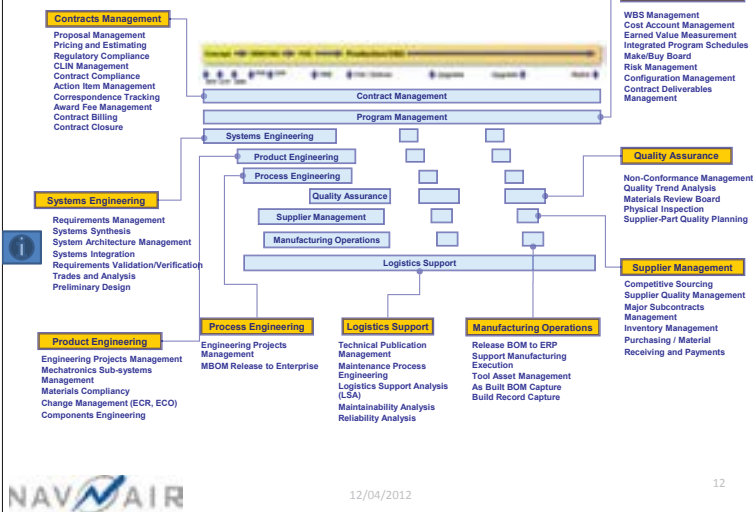 Contracts Management
Proposal Management
Pricing and Estimating
Regulatory Compliance
CLIN Management
Contract Compliance
Action Item Management
Correspondence Tracking
Award Fee Management
Contract Billing
Contract Closure
WBS Management
Cost Account Management
Earned Value Measurement
Integrated Program Schedules
Make/Buy Board
Risk Management
Configuration Management
Contract Deliverables
Management
Contract Management
Program Management
Systems Engineering
Product Engineering
Process Engineering
Quality Assurance
Supplier Management
Manufacturing Operations
Logistics Support
Quality Assurance
Non-Conformance Management
Quality Trend Analysis
Materials Review Board
Physical Inspection
Supplier-Part Quality Planning
Systems Engineering
Requirements Management
Systems Synthesis
System Architecture Management
Systems Integration
Requirements Validation/Verification
Trades and Analysis
Preliminary Design
Supplier Management
Competitive Sourcing
Supplier Quality Management
Major Subcontracts
Management
Inventory Management
Purchasing / Material
Receiving and Payments
Product Engineering
Engineering Projects Management
Mechatronics Sub-systems
Management
Materials Compliancy
Change Management (ECR, ECO)
Components Engineering
Process Engineering
Engineering Projects
Management
MBOM Release to Enterprise
Logistics Support
Technical Publication
Management
Maintenance Process
Engineering
Logistics Support Analysis
(LSA)
Maintainability Analysis
Reliability Analysis
Manufacturing Operations
Release BOM to ERP
Support Manufacturing
Execution
Tool Asset Management
As Built BOM Capture
Build Record Capture
NAVAIR
12/04/2012
12